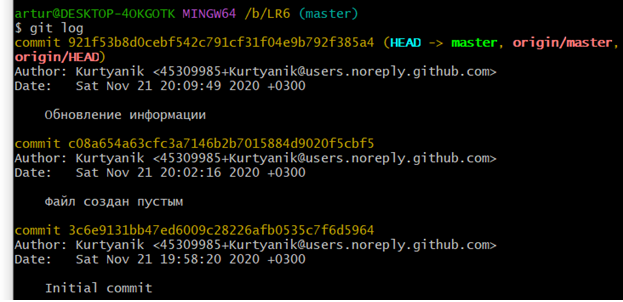 artur@DESKTOP-4OKGOTK MINGW64 /b/LR6 (master)
$ git log
commit 921f53b8d0cebf542c791cf31f04e9b792f385a4 (HEAD -> master, origin/master,
origin/HEAD)
Author: Kurtyanik <45309985+Kurtyanik@users.noreply.github.com>
Date:   Sat Nov 21 20:09:49 2020 +0300
Обновление информации
commit c08a654a63cfc3a7146b2b7015884d9020f5cbf5
Author: Kurtyanik <45309985+Kurtyanik@users.noreply.github.com>
Date:   Sat Nov 21 20:02:16 2020 +0300
Файл создан пустым
commit 3c6e9131bb47ed6009c28226afb0535c7f6d5964
Author: Kurtyanik <45309985+Kurtyanik@users.noreply.github.com>
Date:   Sat Nov 21 19:58:20 2020 +0300
Initial commit